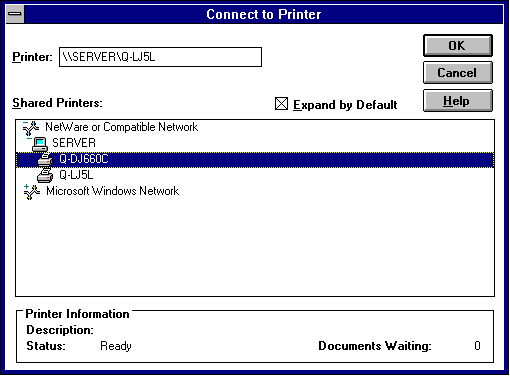 Connect to Printer
Printer: \\SERVER\Q-LJ5L
OK
Cancel
Shared Printers:
Expand by Default
Help
NetWare or Compatible Network
SERVER
Q-DJ660C
Q-LJ5L
Microsoft Windows Network
Printer Information
Description:
Status: Ready Documents Waiting: 0